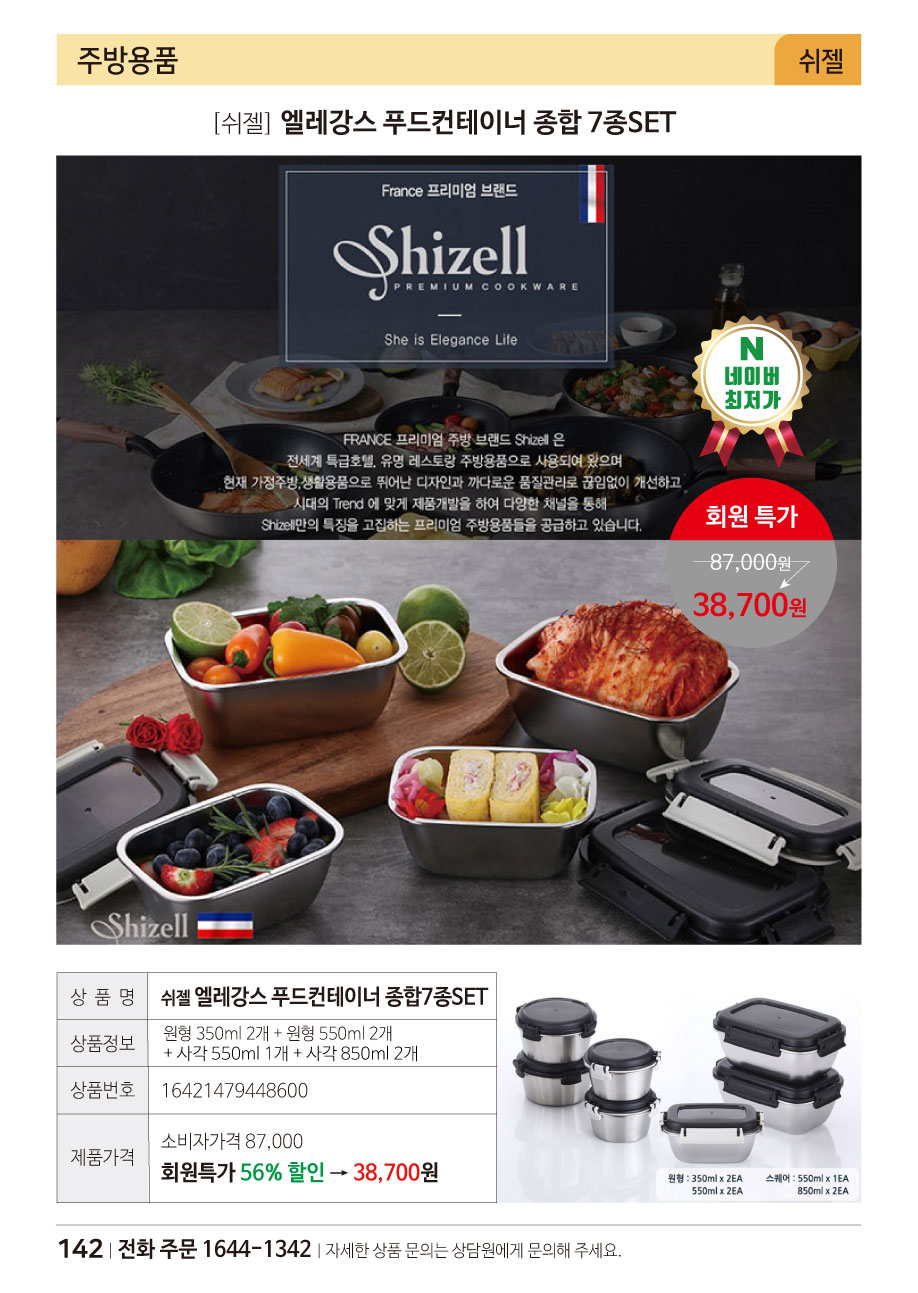 주방용품
쉬젤
[쉬젤] 엘레강스 푸드컨테이너 종합 7종SET
France 프리미엄 브랜드
Shizell
PREMIUM COOKWARE
She is Elegance Life
N
네이버
최저가
FRANCE 프리미엄 주방 브랜드 Shizell 은
전세계 특급호텔, 유명 레스토랑 주방용품으로 사용되여 왔으며
현재 가정주방,생활용품으로 뛰어난 디자인과 까다로운 품질관리로 끊임없이 개선하고
시대의 Trend 에 맞게 제품개발을 하여 다양한 채널을 통해
Shizell만의 특징을 고집하는 프리미엄 주방용품들을 공급하고 있습니다.
회원 특가
87,000원
38,700원
Shizell
상 품 명
쉬젤 엘레강스 푸드컨테이너 종합7종SET
상품정보
원형 350ml 2개 + 원형 550ml 2개
+ 사각 550ml 1개 + 사각 850ml 2개
상품번호
16421479448600
제품가격
소비자가격 87,000
회원특가 56% 할인 → 38,700원
원형 : 350ml x 2EA 스퀘어 : 550ml x 1EA
550ml x 2EA 850ml x 2EA
142 | 전화 주문 1644-1342 | 자세한 상품 문의는 상담원에게 문의해 주세요.